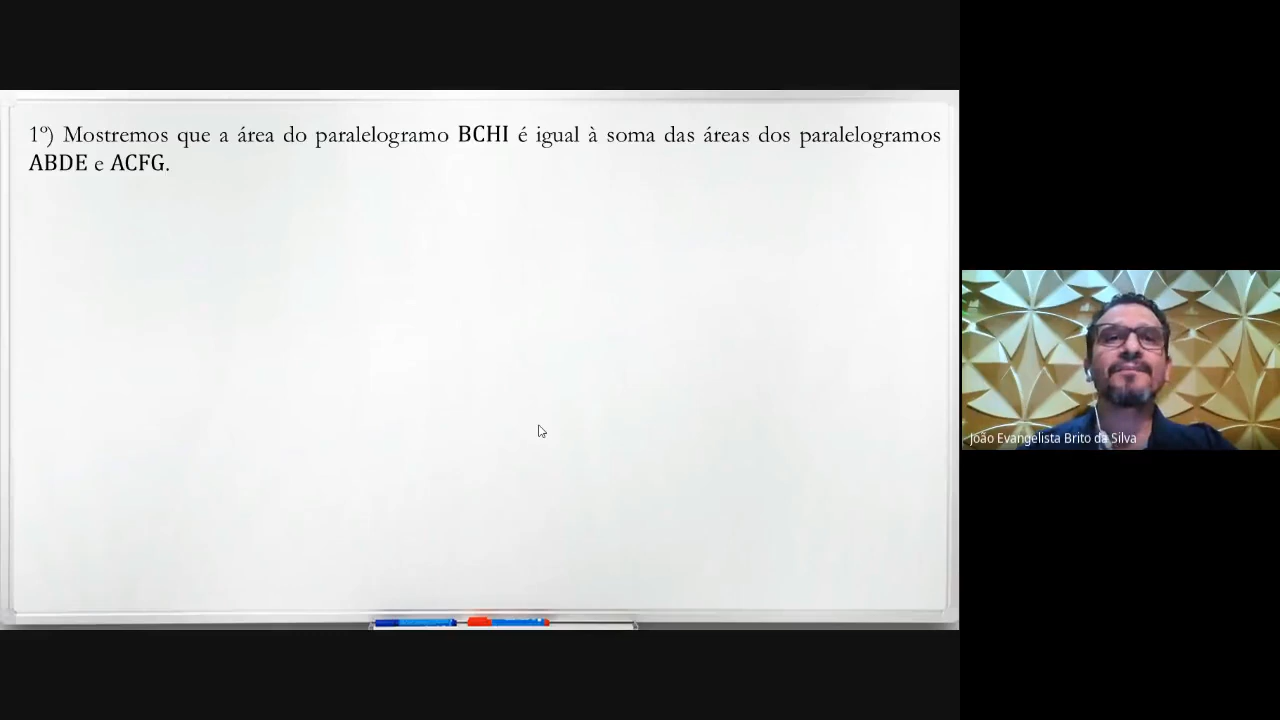 1º) Mostremos que a área do paralelogramo BCHI é igual à soma das áreas dos paralelogramos
ABDE e ACFG.
João Evangelista Brito da Silva